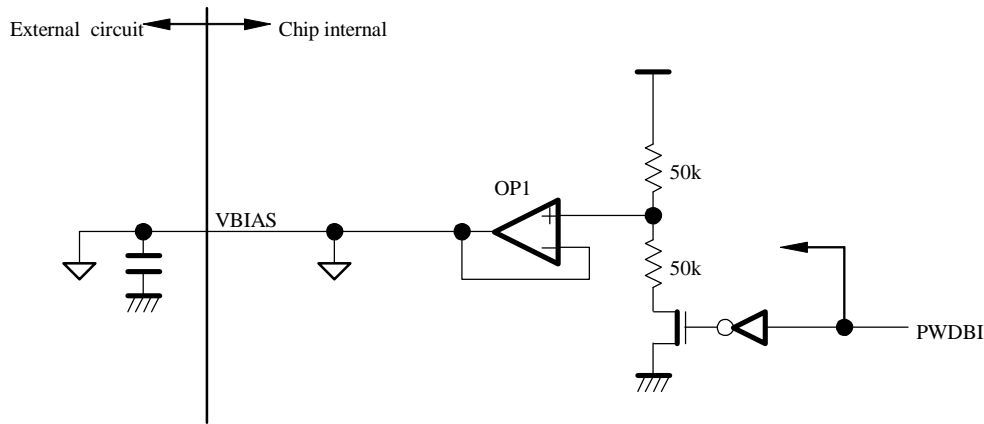 External circuit
Chip internal
50k
OP1
VBIAS
50k
PWDBI